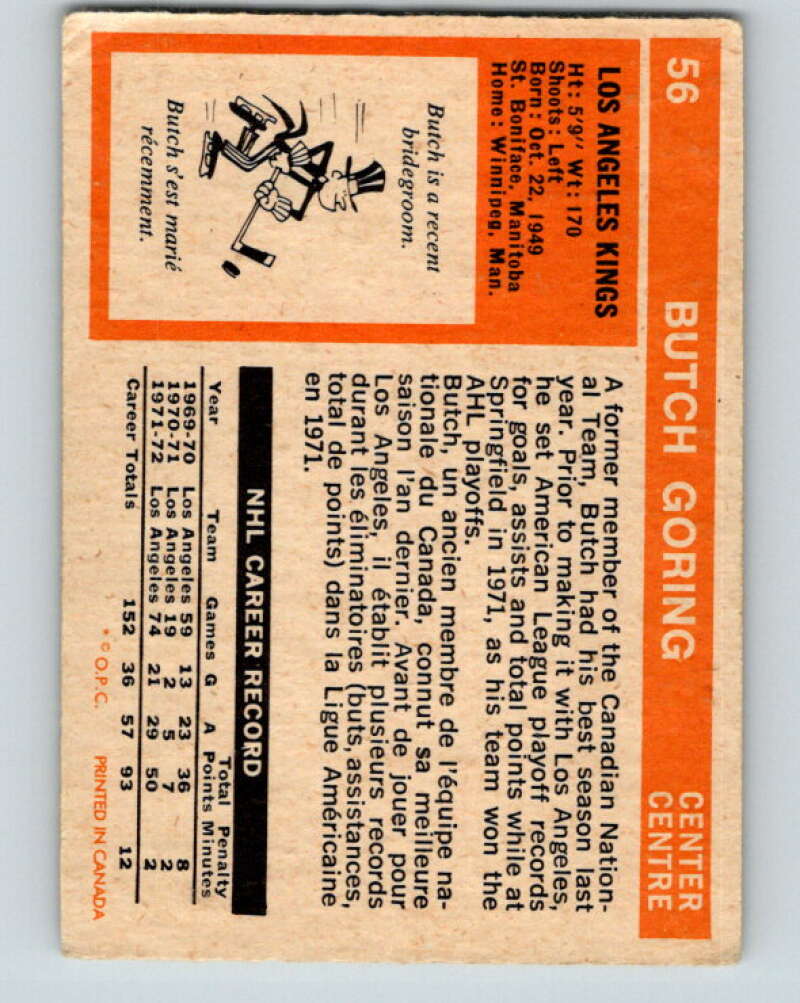 56 BUTCH GORING CENTER
CENTRE
LOS ANGELES KINGS
Ht: 5'9" Wt: 170
Shoots: Left
Born: Oct. 22, 1949
St. Boniface, Manitoba
Home: Winnipeg, Man.
Butch is a recent
bridegroom.
Butch s'est marié
récemment.
A former member of the Canadian Nation-
al Team, Butch had his best season last
year. Prior to making it with Los Angeles,
he set American League playoff records
for goals, assists and total points while at
Springfield in 1971, as his team won the
AHL playoffs.
Butch, un ancien membre de l'équipe na-
tionale du Canada, connut sa meilleure
saison l'an dernier. Avant de jouer pour
Los Angeles, il établit plusieurs records
durant les éliminatoires (buts, assistances,
total de points) dans la Ligue Américaine
en 1971.
NHL CAREER RECORD
Total Penalty
Year Team Games G A Points Minutes
1969-70 Los Angeles 59 13 23 36 8
1970-71 Los Angeles 19 2 5 7 2
1971-72 Los Angeles 74 21 29 50 2
Career Totals 152 36 57 93 12
* © O.P.C. PRINTED IN CANADA